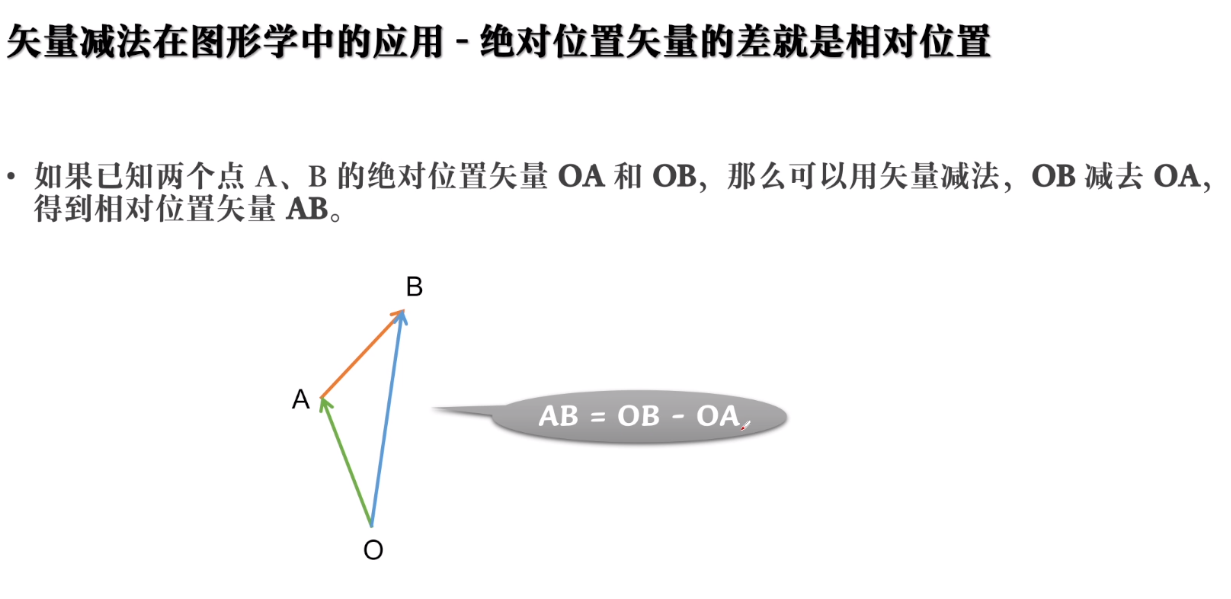 矢量减法在图形学中的应用 - 绝对位置矢量的差就是相对位置
• 如果已知两个点 A、B 的绝对位置矢量 OA 和 OB，那么可以用矢量减法，OB 减去 OA，
得到相对位置矢量 AB。
B
A
AB = OB - OA
O